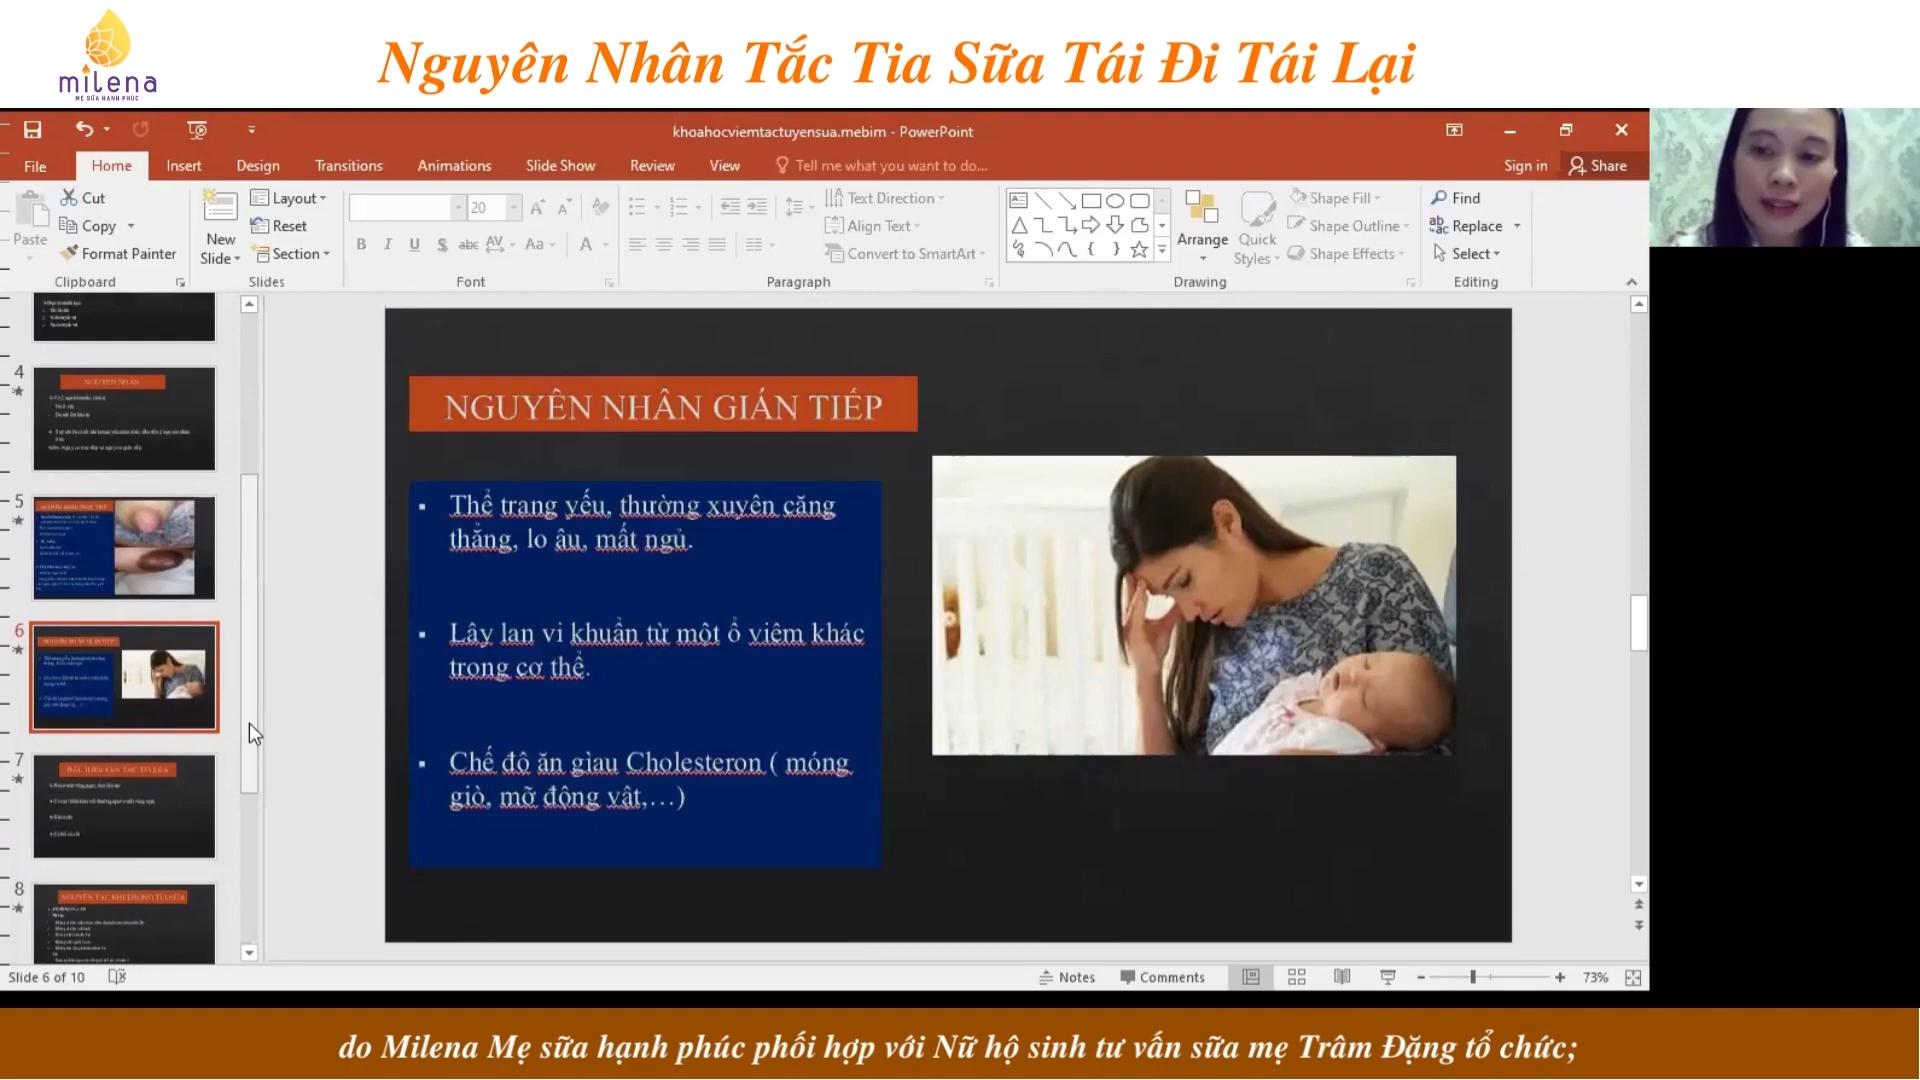 milena
MẸ SỮA HẠNH PHÚC
Nguyên Nhân Tắc Tia Sữa Tái Đi Tái Lại
khoahocviemtactuyensua.mebim - PowerPoint
File
Home
Insert
Design
Transitions
Animations
Slide Show
Review
View
Tell me what you want to do...
Sign in
Share
Paste
Cut
Copy
Format Painter
Clipboard
New Slide
Layout
Reset
Section
Slides
20
Font
Text Direction
Align Text
Convert to SmartArt
Paragraph
Arrange
Quick Styles
Shape Fill
Shape Outline
Shape Effects
Drawing
Find
Replace
Select
Editing
4
5
6
7
8
NGUYÊN NHÂN GIÁN TIẾP
Thể trạng yếu, thường xuyên căng
thẳng, lo âu, mất ngủ.
Lây lan vi khuẩn từ một ổ viêm khác
trong cơ thể.
Chế độ ăn giàu Cholesteron ( móng
giò, mỡ động vật,…)
Slide 6 of 10
Notes
Comments
73%
do Milena Mẹ sữa hạnh phúc phối hợp với Nữ hộ sinh tư vấn sữa mẹ Trâm Đặng tổ chức;